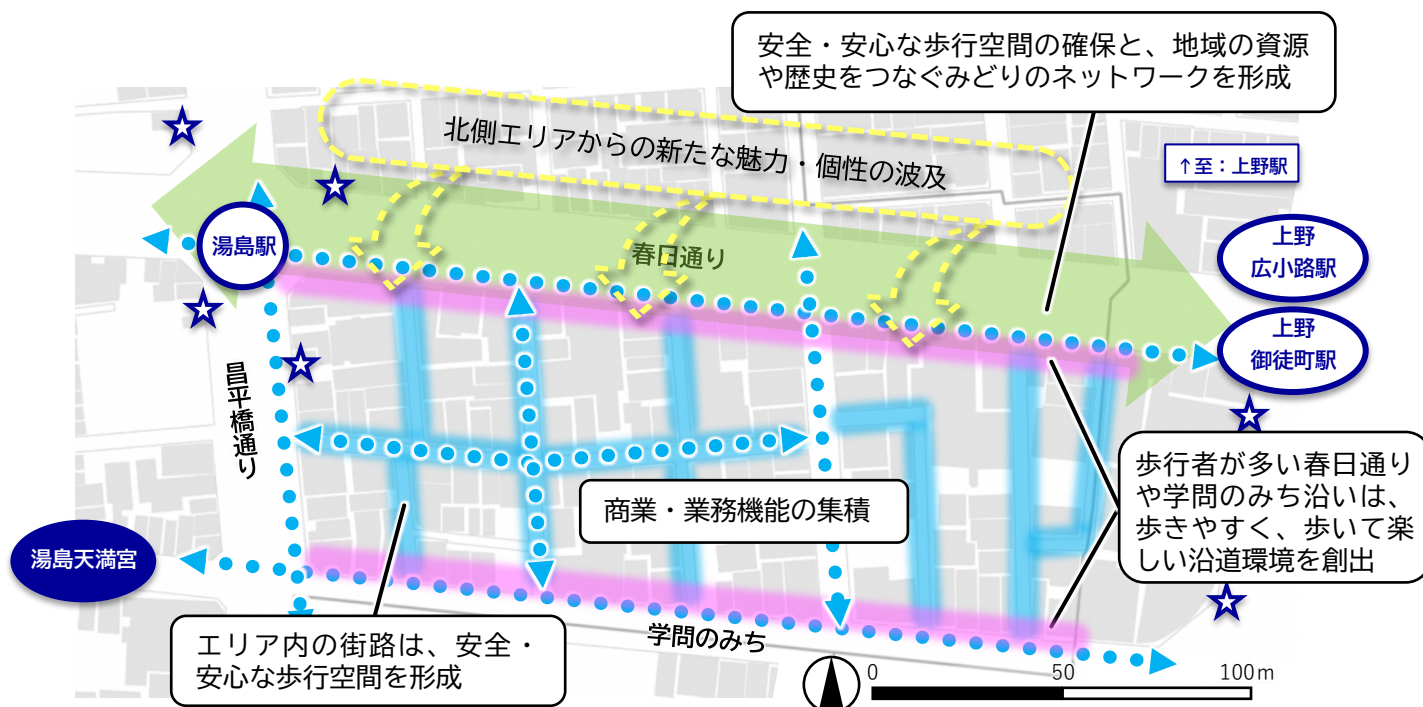 安全・安心な歩行空間の確保と、地域の資源
や歴史をつなぐみどりのネットワークを形成
北側エリアからの新たな魅力・個性の波及
↑至：上野駅
湯島駅
春日通り
上野
広小路駅
上野
御徒町駅
昌平橋通り
歩行者が多い春日通り
や学問のみち沿いは、
歩きやすく、歩いて楽
しい沿道環境を創出
商業・業務機能の集積
湯島天満宮
エリア内の街路は、安全・
安心な歩行空間を形成
学問のみち
0 50 100m